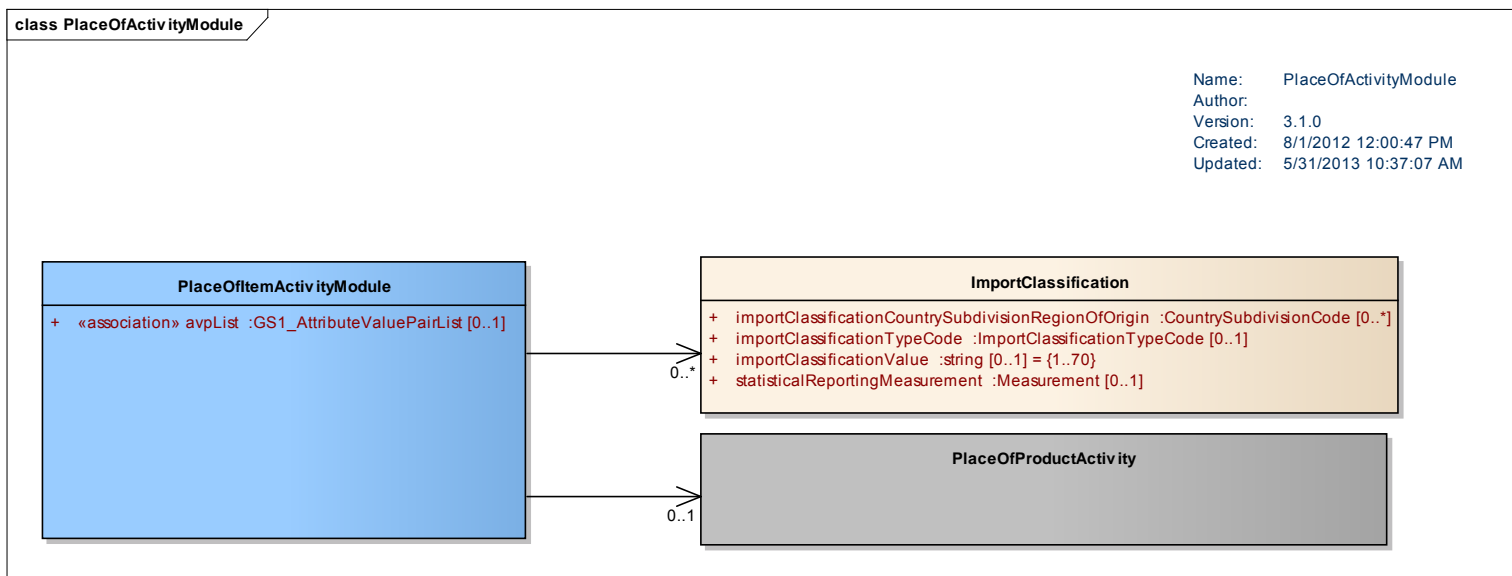 class PlaceOfActivityModule
Name: PlaceOfActivityModule
Author:
Version: 3.1.0
Created: 8/1/2012 12:00:47 PM
Updated: 5/31/2013 10:37:07 AM
PlaceOfItemActivityModule
+ «association» avpList :GS1_AttributeValuePairList [0..1]
ImportClassification
+ importClassificationCountrySubdivisionRegionOfOrigin :CountrySubdivisionCode [0..*]
+ importClassificationTypeCode :ImportClassificationTypeCode [0..1]
+ importClassificationValue :string [0..1] = {1..70}
+ statisticalReportingMeasurement :Measurement [0..1]
0..*
PlaceOfProductActivity
0..1